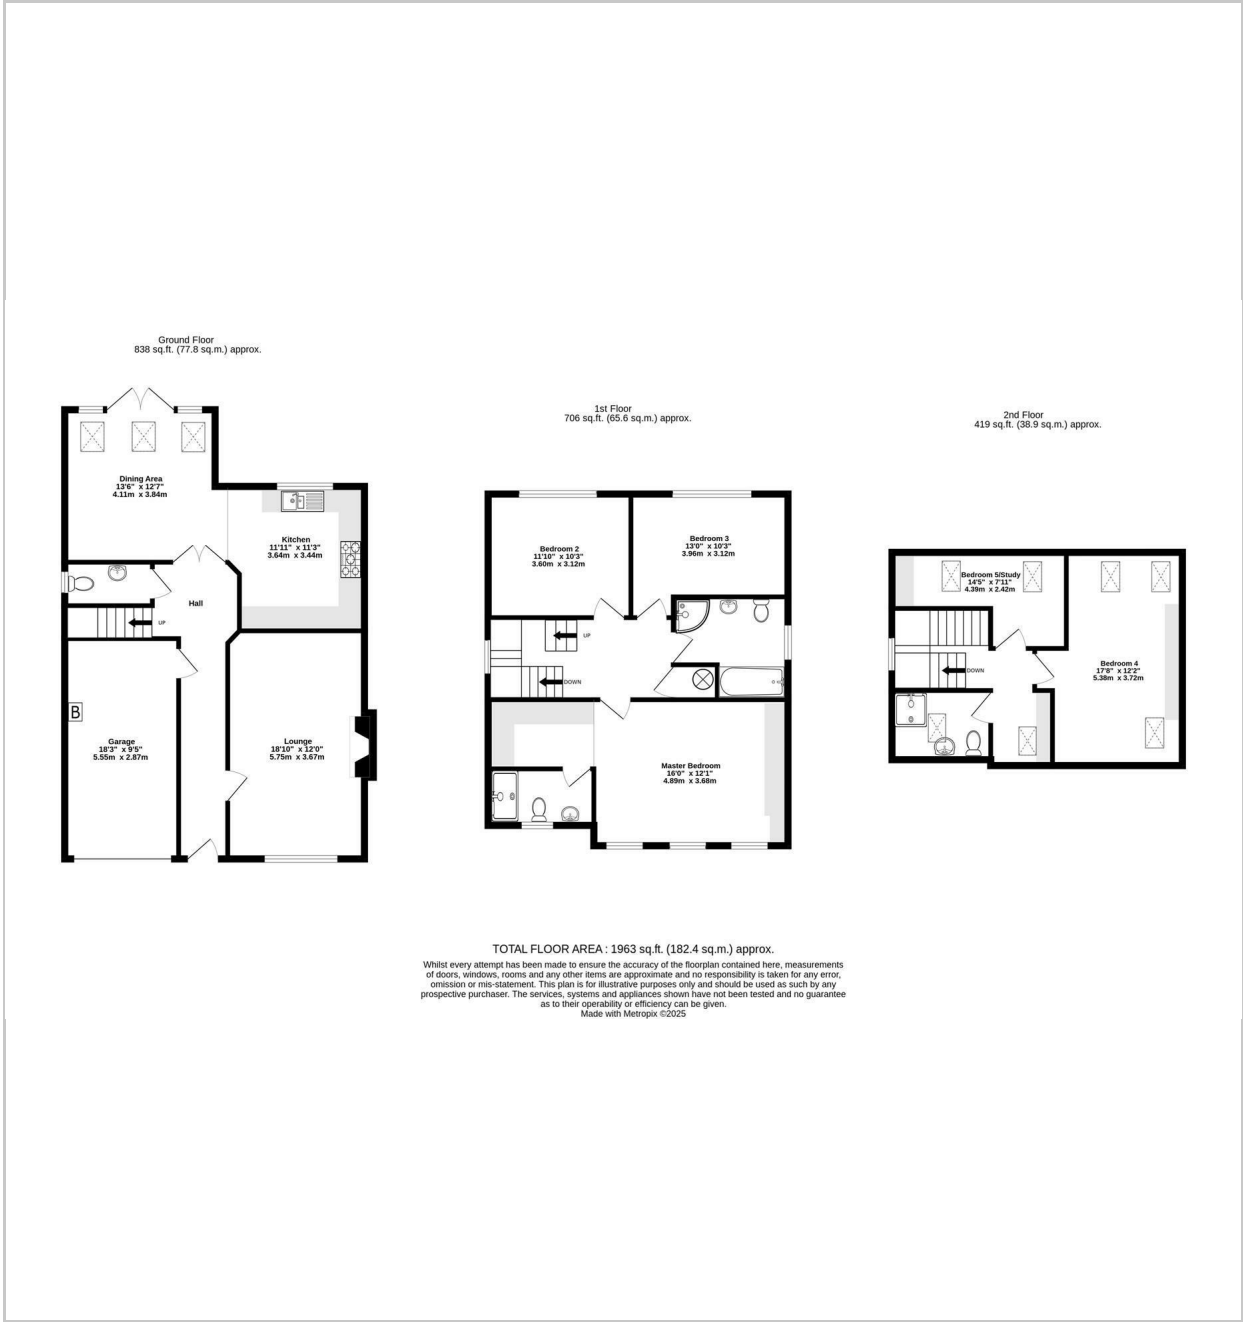 Ground Floor
838 sq.ft. (77.8 sq.m.) approx.
Dining Area
13'6" x 12'7"
4.11m x 3.84m
Kitchen
11'11" x 11'3"
3.64m x 3.44m
Hall
UP
B
Garage
18'3" x 9'5"
5.55m x 2.87m
Lounge
18'10" x 12'0"
5.75m x 3.67m
1st Floor
706 sq.ft. (65.6 sq.m.) approx.
Bedroom 2
11'10" x 10'3"
3.60m x 3.12m
Bedroom 3
13'0" x 10'3"
3.96m x 3.12m
UP
DOWN
Master Bedroom
16'0" x 12'1"
4.89m x 3.68m
2nd Floor
419 sq.ft. (38.9 sq.m.) approx.
Bedroom 5/Study
14'5" x 7'11"
4.39m x 2.42m
DOWN
Bedroom 4
17'8" x 12'2"
5.38m x 3.72m
TOTAL FLOOR AREA : 1963 sq.ft. (182.4 sq.m.) approx.
Whilst every attempt has been made to ensure the accuracy of the floorplan contained here, measurements
of doors, windows, rooms and any other items are approximate and no responsibility is taken for any error,
omission or mis-statement. This plan is for illustrative purposes only and should be used as such by any
prospective purchaser. The services, systems and appliances shown have not been tested and no guarantee
as to their operability or efficiency can be given.
Made with Metropix ©2025